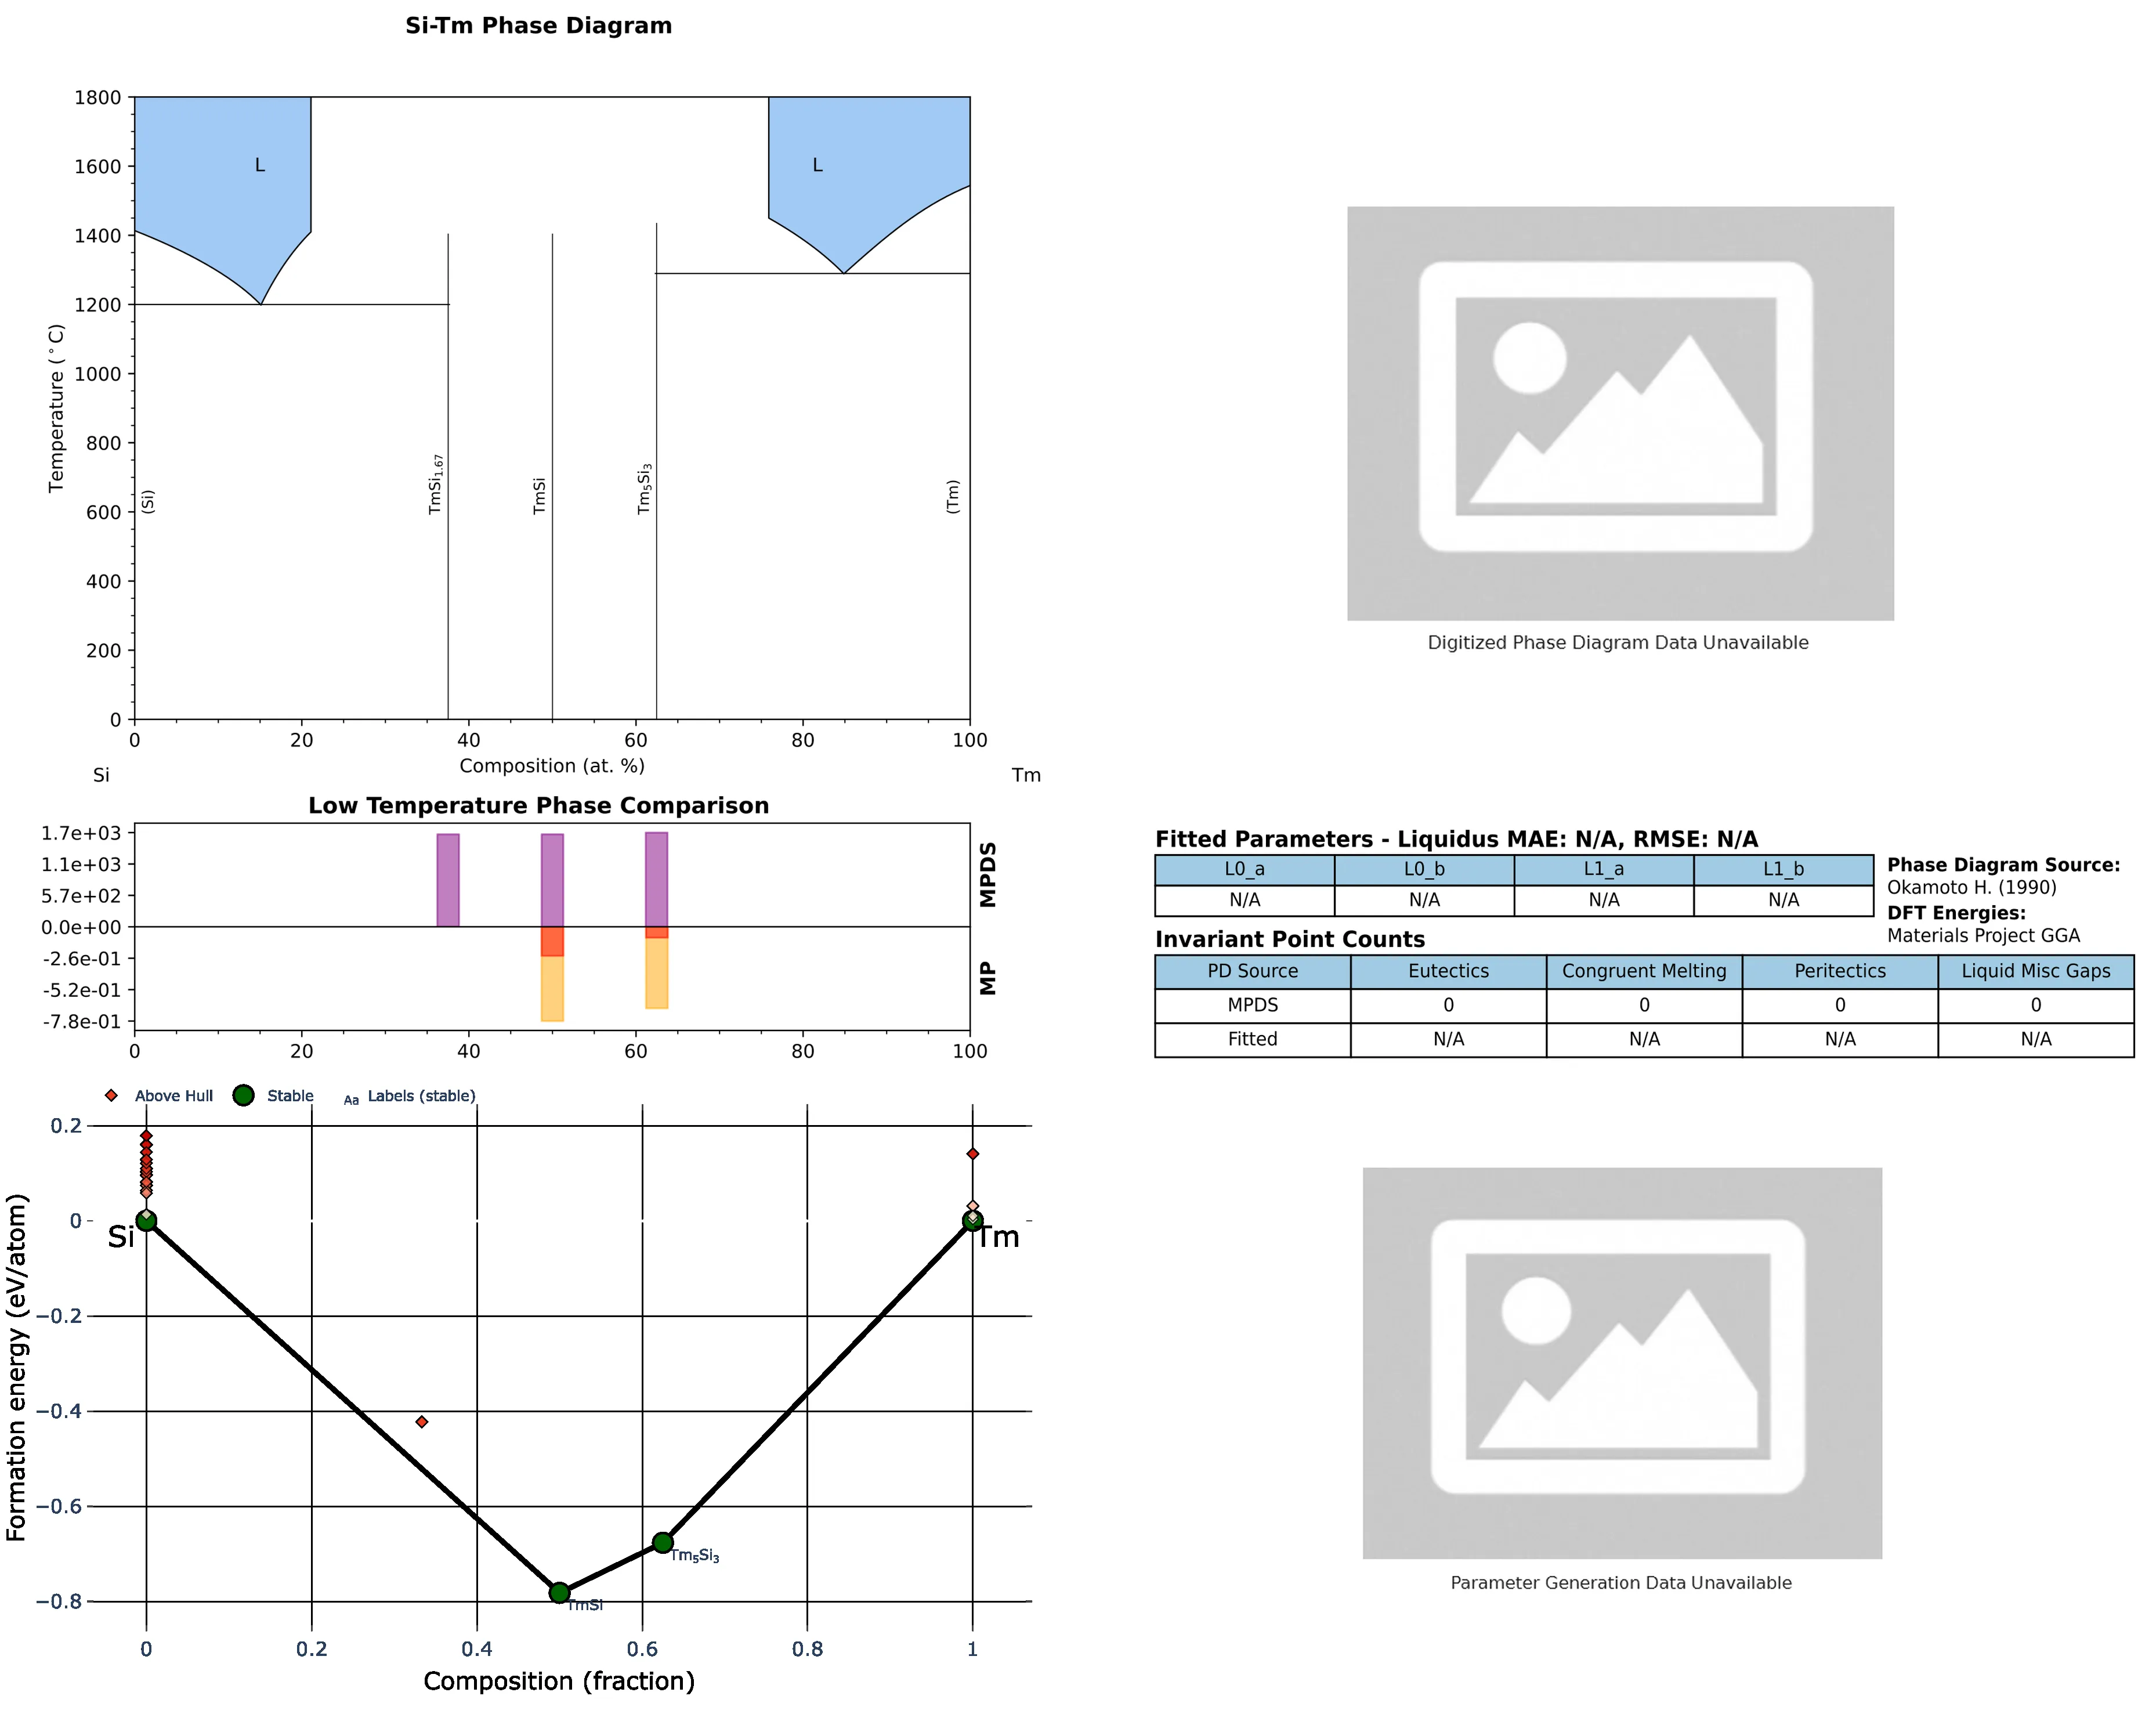 Si-Tm Phase Diagram
1800
1600
1400
1200
1000
800
600
400
200
0
Temperature (°C)
L
L
(Si)
TmSi1.67
TmSi
Tm5Si3
(Tm)
0 20 40 60 80 100
Composition (at. %)
Si
Tm
Digitized Phase Diagram Data Unavailable
Low Temperature Phase Comparison
1.7e+03
1.1e+03
5.7e+02
0.0e+00
-2.6e-01
-5.2e-01
-7.8e-01
MPDS
MP
0 20 40 60 80 100
Fitted Parameters - Liquidus MAE: N/A, RMSE: N/A
L0_a L0_b L1_a L1_b
N/A N/A N/A N/A
Phase Diagram Source:
Okamoto H. (1990)
DFT Energies:
Materials Project GGA
Invariant Point Counts
PD Source Eutectics Congruent Melting Peritectics Liquid Misc Gaps
MPDS 0 0 0 0
Fitted N/A N/A N/A N/A
Above Hull Stable Aa Labels (stable)
0.2
0
−0.2
−0.4
−0.6
−0.8
Formation energy (eV/atom)
Si
Tm
Tm5Si3
TmSi
0 0.2 0.4 0.6 0.8 1
Composition (fraction)
Parameter Generation Data Unavailable